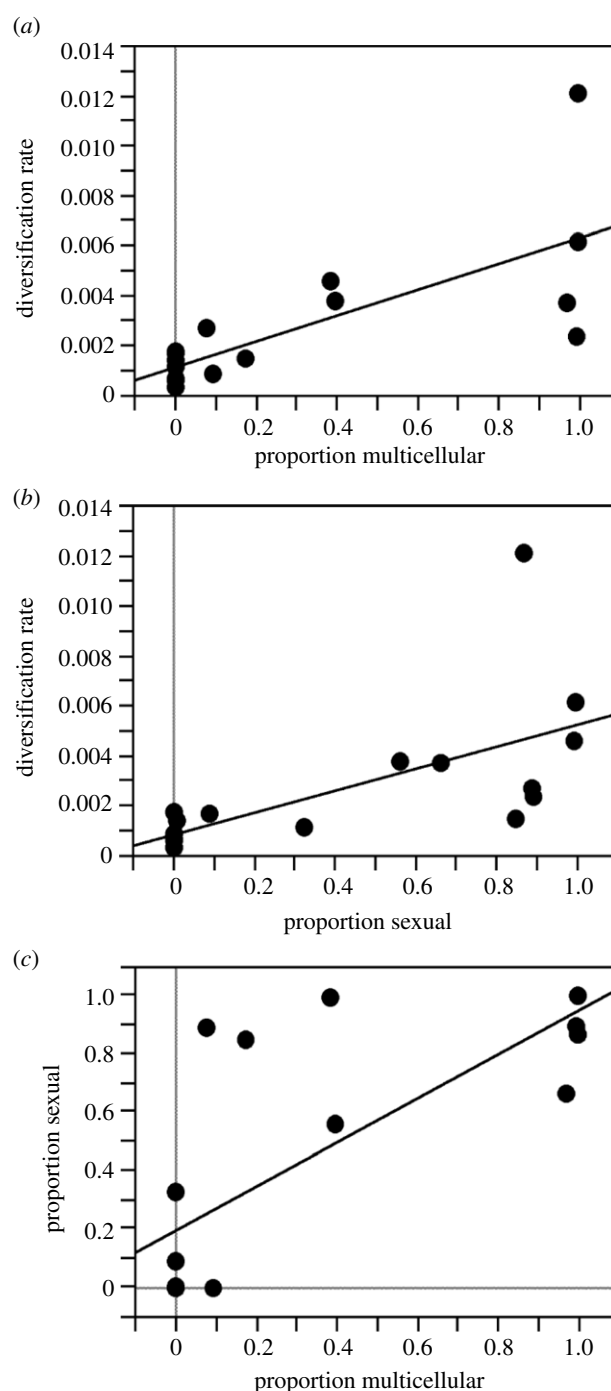 (a)
0.014
0.012
0.010
0.008
0.006
0.004
0.002
0
diversification rate
0 0.2 0.4 0.6 0.8 1.0
proportion multicellular
(b)
0.014
0.012
0.010
0.008
0.006
0.004
0.002
0
diversification rate
0 0.2 0.4 0.6 0.8 1.0
proportion sexual
(c)
1.0
0.8
0.6
0.4
0.2
0
proportion sexual
0 0.2 0.4 0.6 0.8 1.0
proportion multicellular